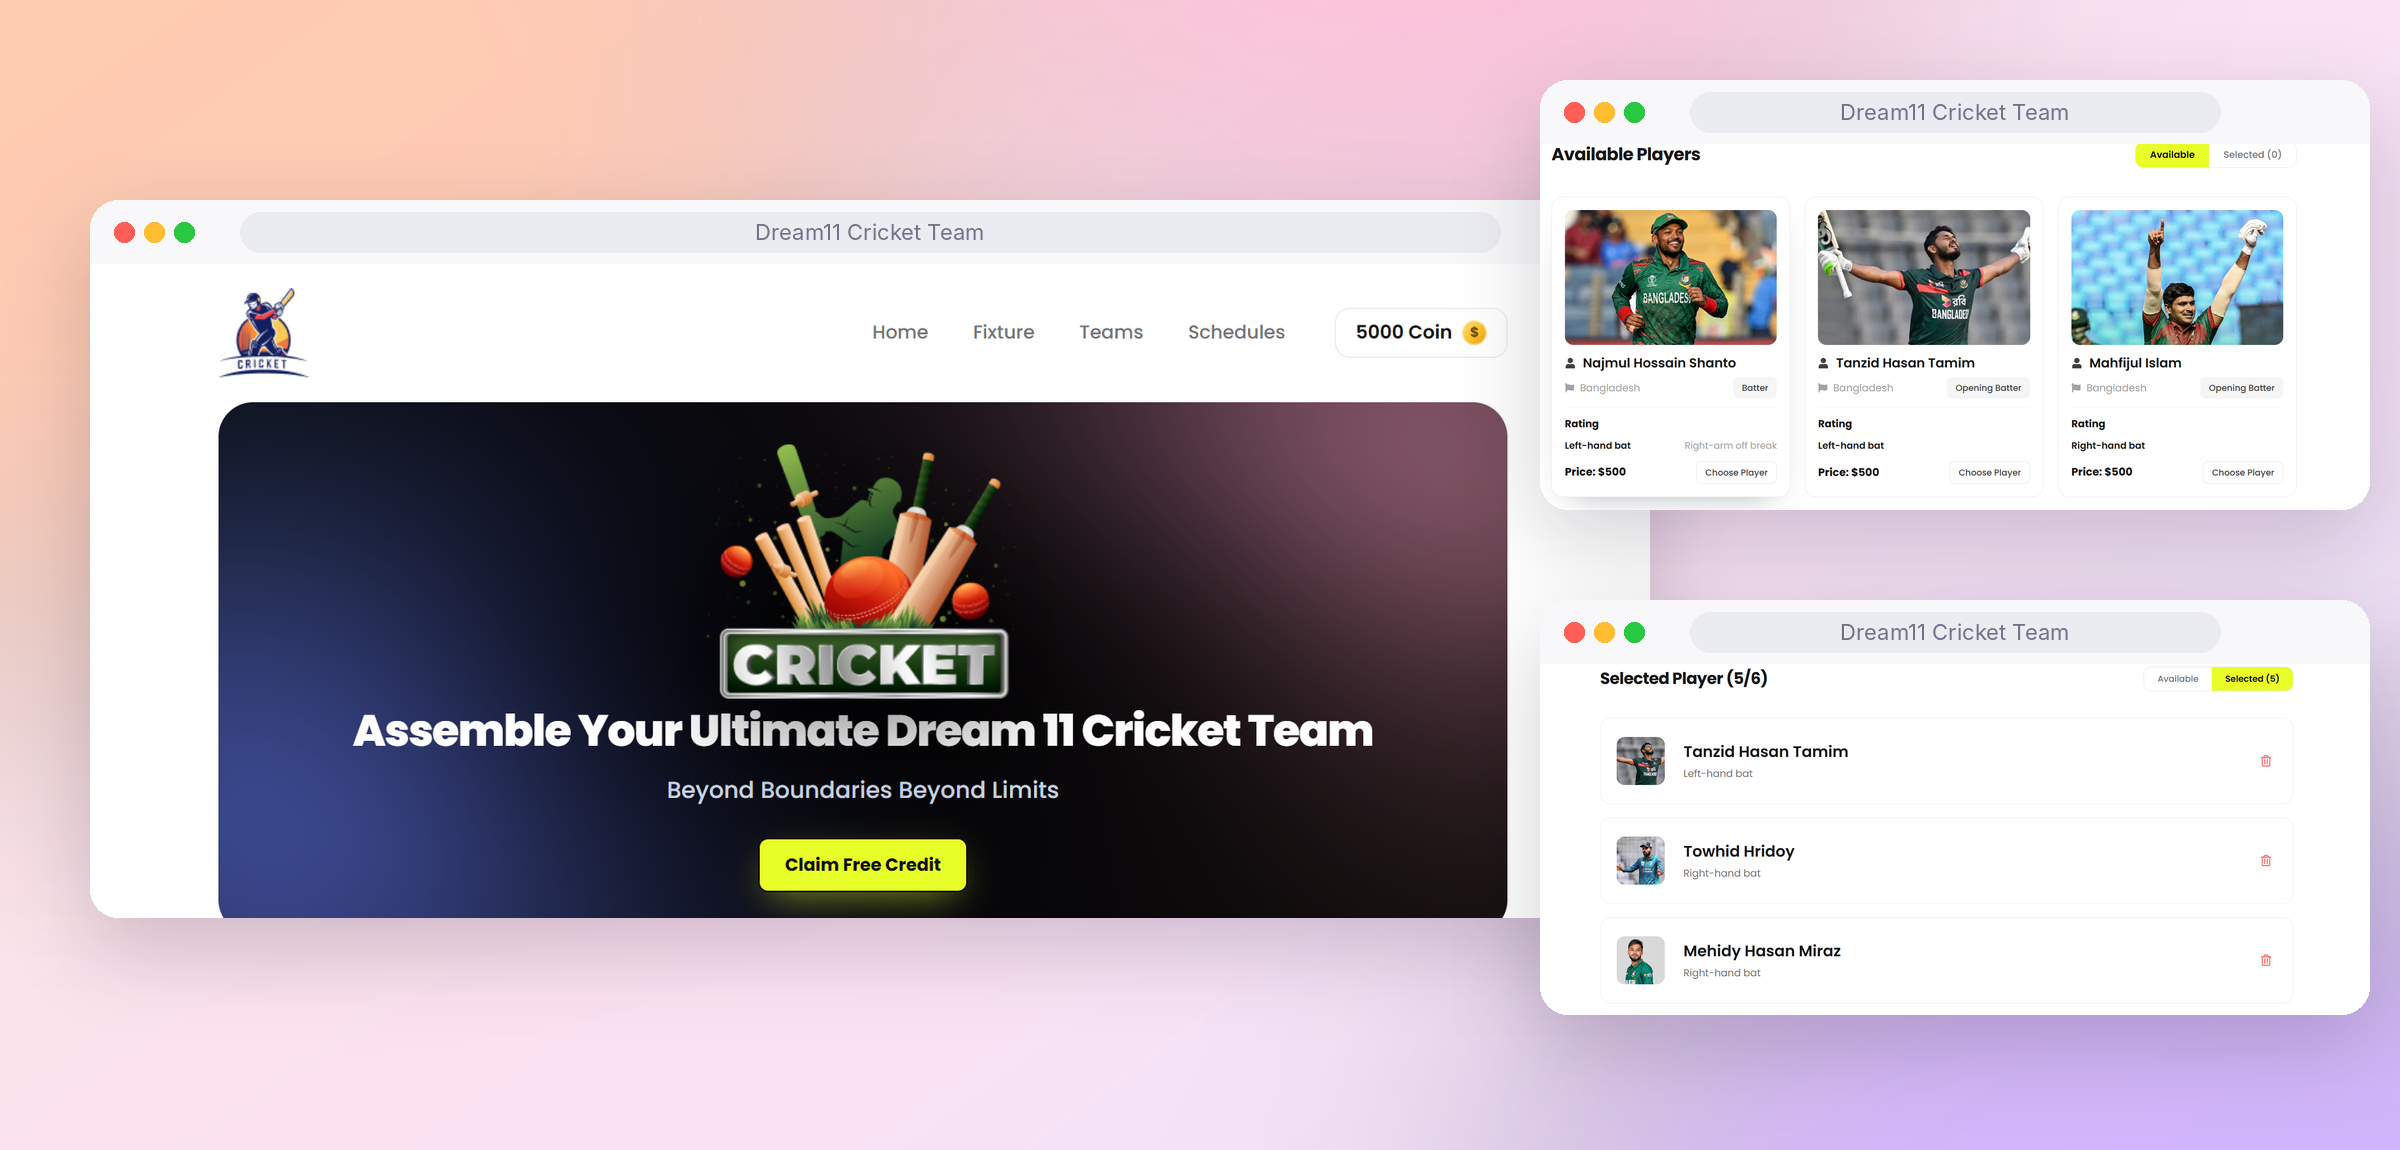 Dream11 Cricket Team
CRICKET
Home
Fixture
Teams
Schedules
5000 Coin $
CRICKET
Assemble Your Ultimate Dream 11 Cricket Team
Beyond Boundaries Beyond Limits
Claim Free Credit
Dream11 Cricket Team
Available Players
Available
Selected (0)
BANGLADES
Najmul Hossain Shanto
Bangladesh
Batter
Rating
Left-hand bat
Right-arm off break
Price: $500
Choose Player
রবি
BANGLADES
Tanzid Hasan Tamim
Bangladesh
Opening Batter
Rating
Left-hand bat
Price: $500
Choose Player
Mahfijul Islam
Bangladesh
Opening Batter
Rating
Right-hand bat
Price: $500
Choose Player
Dream11 Cricket Team
Selected Player (5/6)
Available
Selected (5)
Tanzid Hasan Tamim
Left-hand bat
Towhid Hridoy
Right-hand bat
Mehidy Hasan Miraz
Right-hand bat